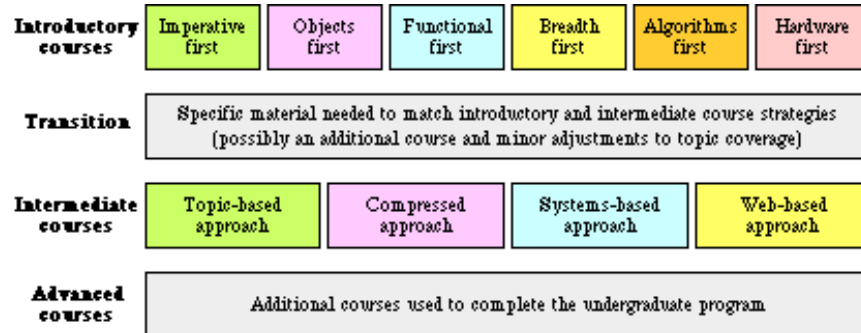 Introductory
courses
Imperative
first
Objects
first
Functional
first
Breadth
first
Algorithms
first
Hardware
first
Transition
Specific material needed to match introductory and intermediate course strategies
(possibly an additional course and minor adjustments to topic coverage)
Intermediate
courses
Topic-based
approach
Compressed
approach
Systems-based
approach
Web-based
approach
Advanced
courses
Additional courses used to complete the undergraduate program